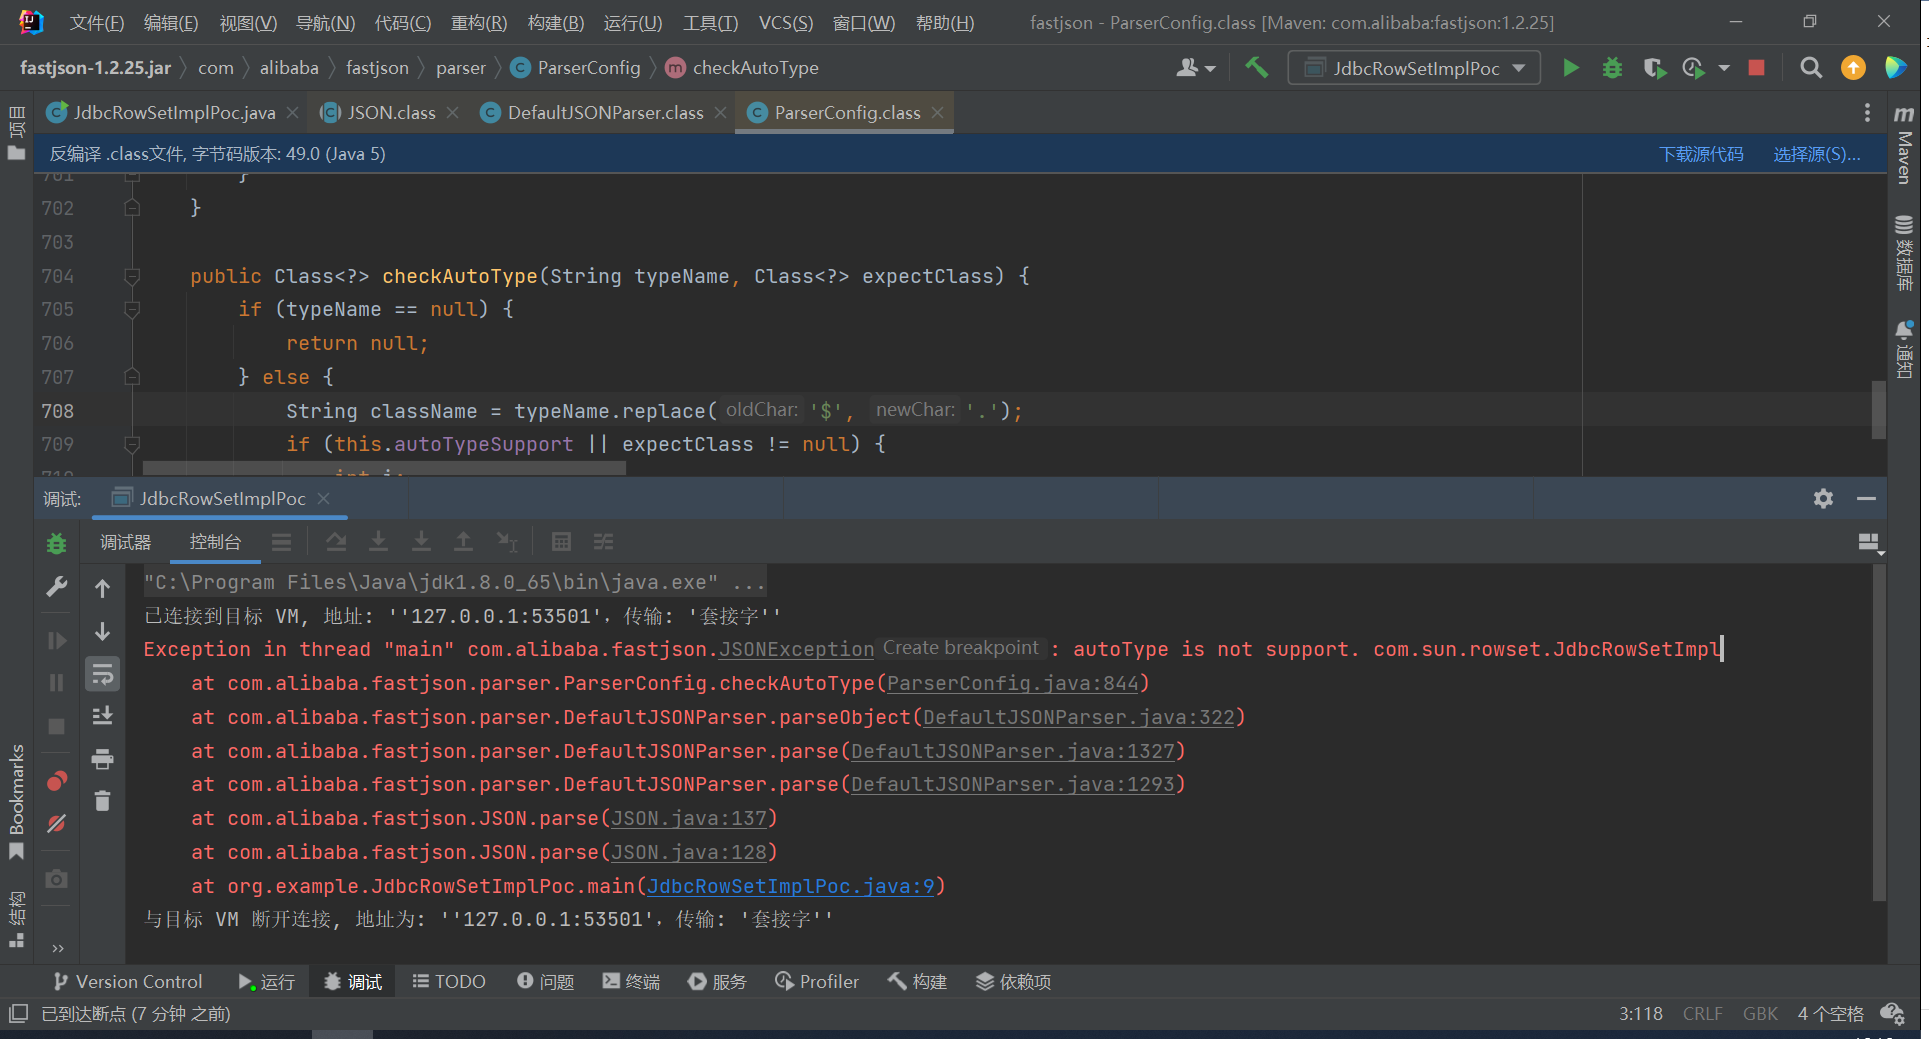 文件(F) 编辑(E) 视图(V) 导航(N) 代码(C) 重构(R) 构建(B) 运行(U) 工具(T) VCS(S) 窗口(W) 帮助(H) fastjson - ParserConfig.class [Maven: com.alibaba:fastjson:1.2.25]
fastjson-1.2.25.jar com alibaba fastjson parser ParserConfig checkAutoType JdbcRowSetImplPoc
JdbcRowSetImplPoc.java JSON.class DefaultJSONParser.class ParserConfig.class
反编译 .class文件, 字节码版本: 49.0 (Java 5) 下载源代码 选择源(S)...
701 }
702 }
703
704 public Class<?> checkAutoType(String typeName, Class<?> expectClass) {
705 if (typeName == null) {
706 return null;
707 } else {
708 String className = typeName.replace( oldChar: '$', newChar: '.');
709 if (this.autoTypeSupport || expectClass != null) {
710 int i;
调试: JdbcRowSetImplPoc
调试器 控制台
"C:\Program Files\Java\jdk1.8.0_65\bin\java.exe" ...
已连接到目标 VM, 地址: ''127.0.0.1:53501', 传输: '套接字''
Exception in thread "main" com.alibaba.fastjson.JSONException Create breakpoint : autoType is not support. com.sun.rowset.JdbcRowSetImpl
at com.alibaba.fastjson.parser.ParserConfig.checkAutoType(ParserConfig.java:844)
at com.alibaba.fastjson.parser.DefaultJSONParser.parseObject(DefaultJSONParser.java:322)
at com.alibaba.fastjson.parser.DefaultJSONParser.parse(DefaultJSONParser.java:1327)
at com.alibaba.fastjson.parser.DefaultJSONParser.parse(DefaultJSONParser.java:1293)
at com.alibaba.fastjson.JSON.parse(JSON.java:137)
at com.alibaba.fastjson.JSON.parse(JSON.java:128)
at org.example.JdbcRowSetImplPoc.main(JdbcRowSetImplPoc.java:9)
与目标 VM 断开连接, 地址为: ''127.0.0.1:53501', 传输: '套接字''
Version Control 运行 调试 TODO 问题 终端 服务 Profiler 构建 依赖项
已到达断点 (7 分钟 之前) 3:118 CRLF GBK 4 个空格
项目
Bookmarks
结构
m Maven
数据库
通知